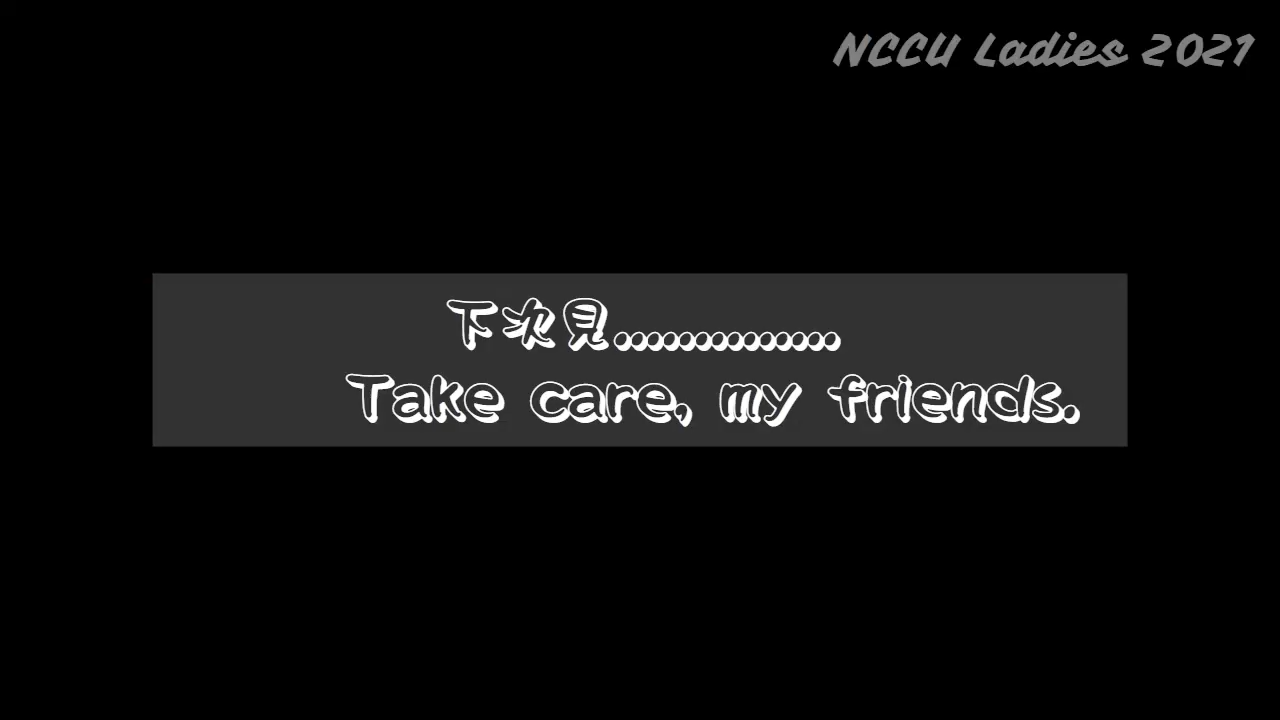 NCCU Ladies 2021
下次見..............
Take care, my friends.